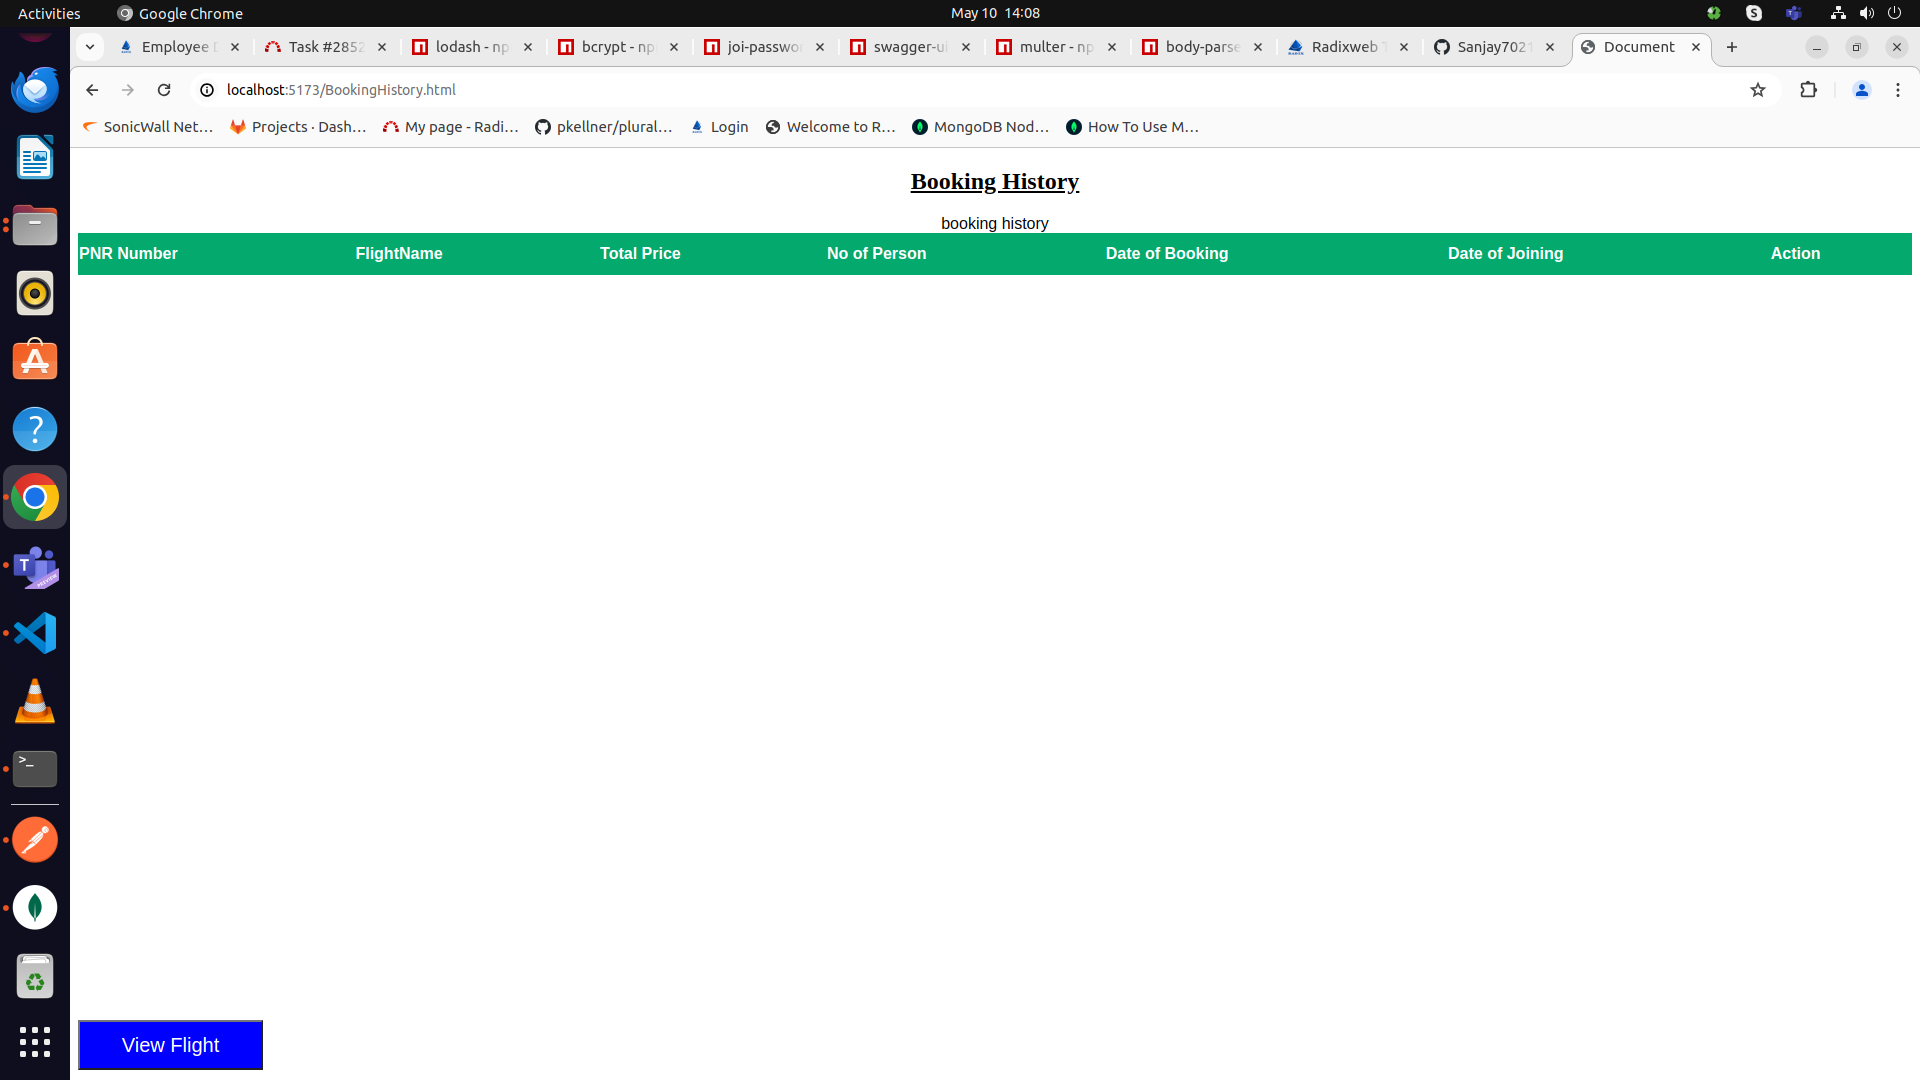 Activities Google Chrome May 10 14:08
Employee Task #2852 lodash - np bcrypt - np joi-passwo swagger-ui multer - np body-parse Radixweb Sanjay7021 Document
localhost:5173/BookingHistory.html
SonicWall Net… Projects · Dash… My page - Radi… pkellner/plural… Login Welcome to R… MongoDB Nod… How To Use M…
Booking History
booking history
PNR Number FlightName Total Price No of Person Date of Booking Date of Joining Action
View Flight